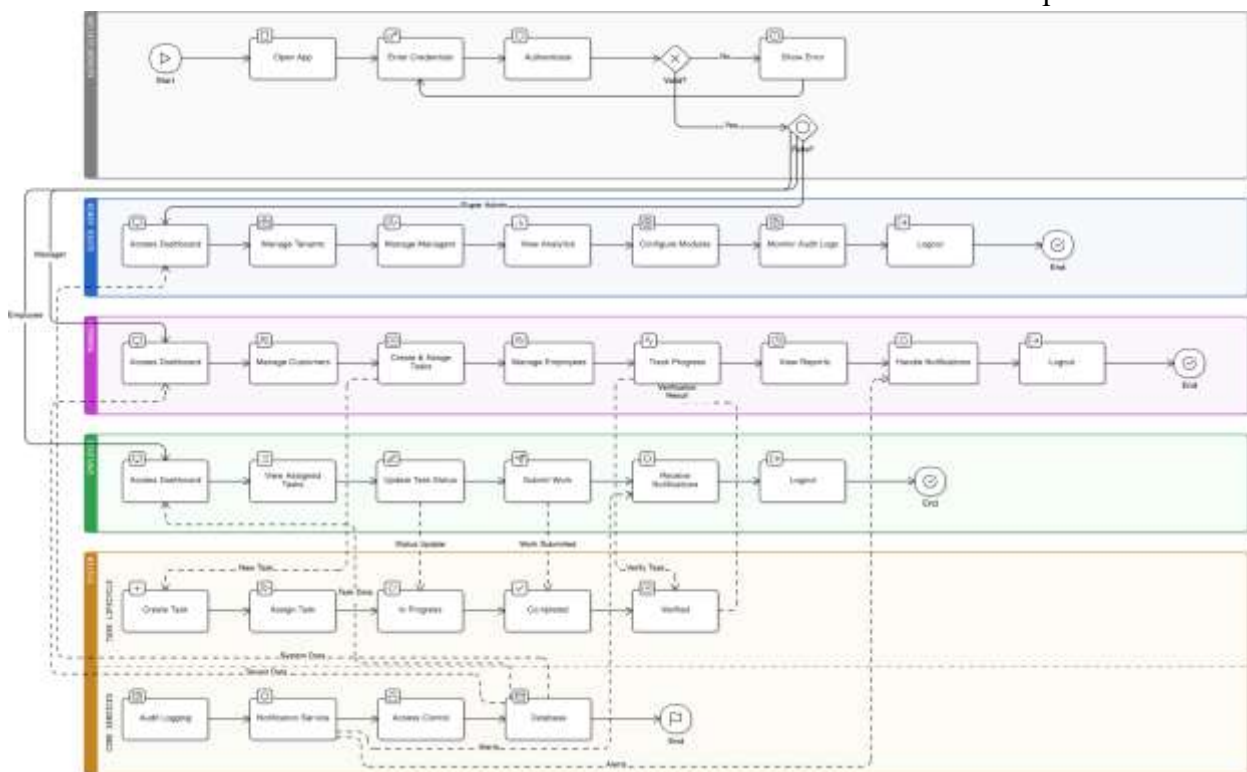 Start
Open App
Enter Credentials
Authenticate
Valid?
No
Show Error
Yes
Role?
Super Admin
Access Dashboard
Manage Tenants
Manage Managers
View Analytics
Configure Modules
Monitor Audit Logs
Logout
End
Manager
Employee
Access Dashboard
Manage Customers
Create & Assign
Tasks
Manage Employees
Track Progress
View Reports
Handle Notifications
Logout
End
Verification
Result
Access Dashboard
View Assigned
Tasks
Update Task Status
Submit Work
Receive
Notifications
Logout
End
Status Update
Work Submitted
New Task
Verify Task
TASK LIFECYCLE
Create Task
Assign Task
Task Data
In Progress
Completed
Verified
System Data
Tenant Data
CORE SERVICES
Audit Logging
Notification Service
Access Control
Database
End
Alerts
Alerts